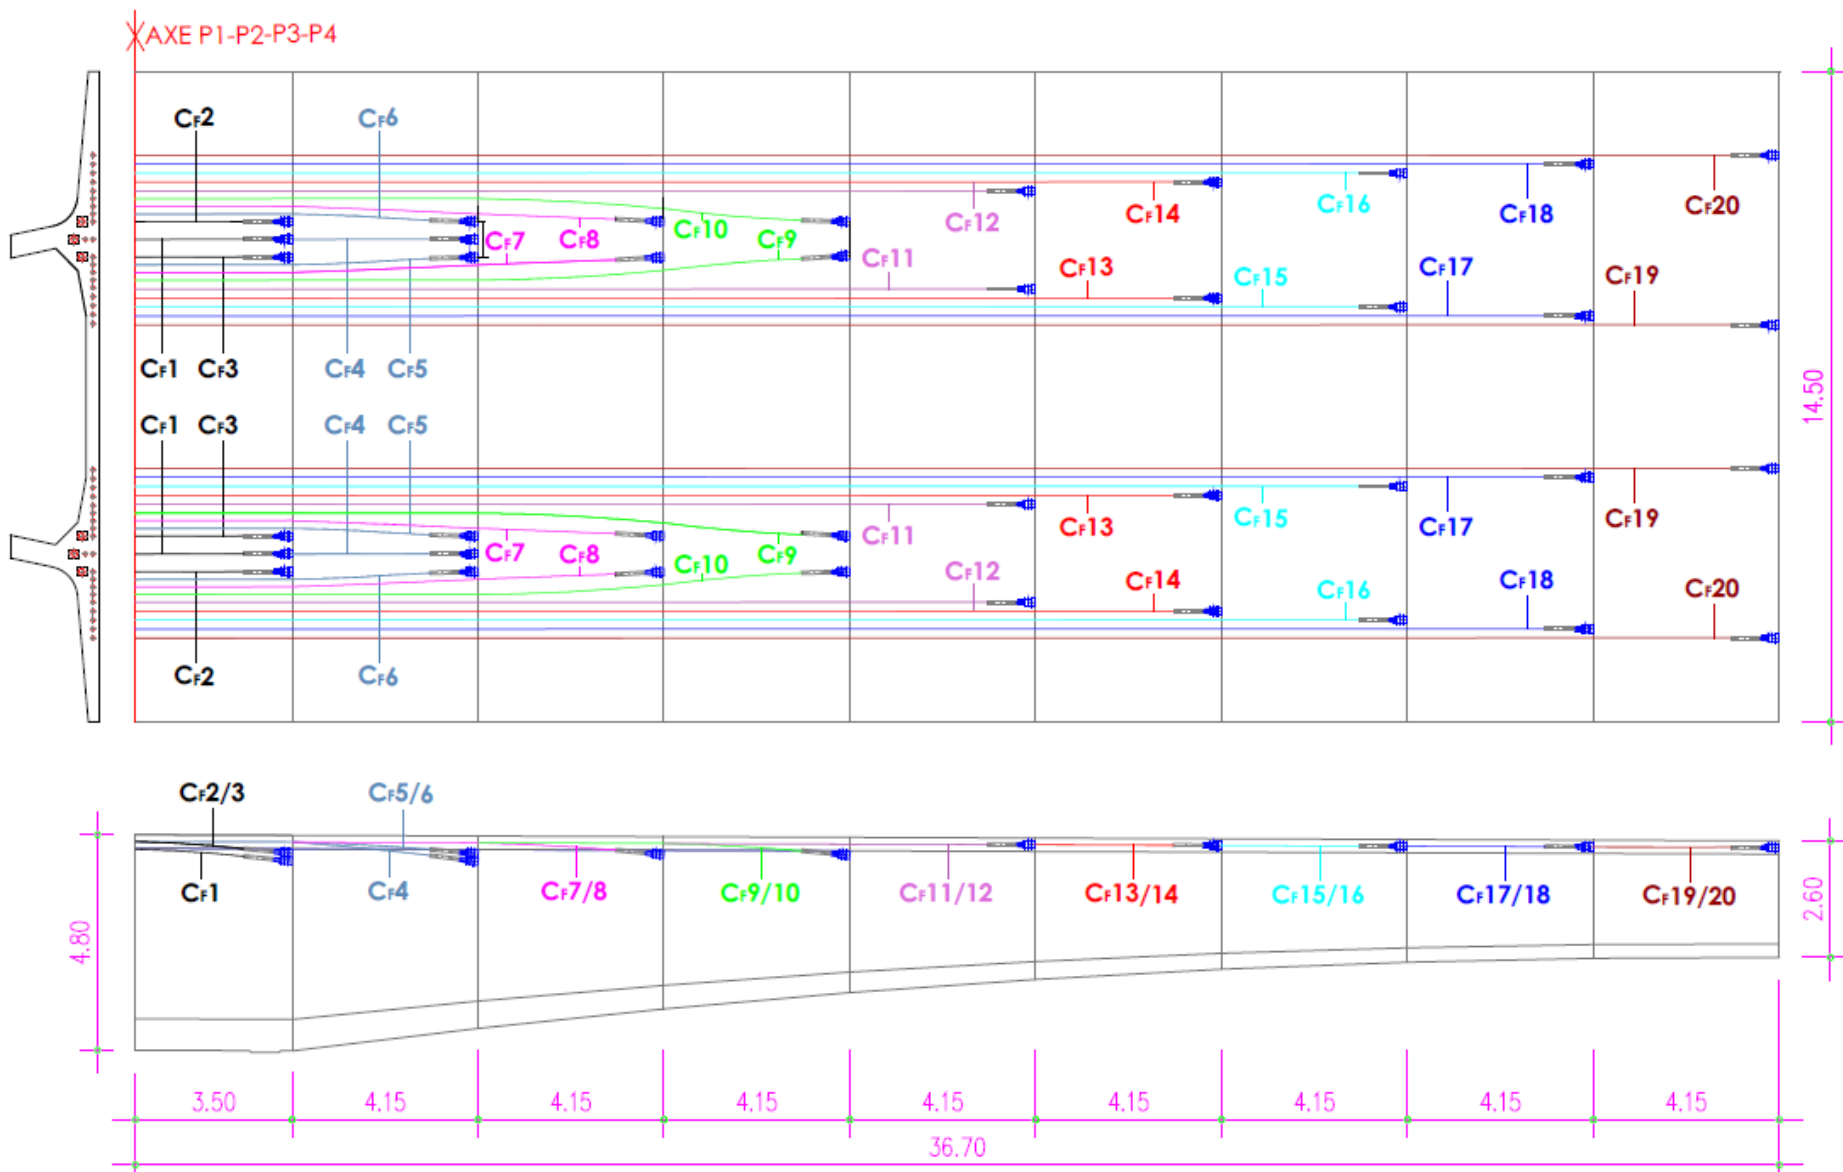 AXE P1-P2-P3-P4
CF2 CF6
CF12 CF14 CF16 CF18 CF20
CF7 CF8 CF10 CF9
CF11 CF13 CF15 CF17 CF19
CF1 CF3 CF4 CF5
14.50
CF1 CF3 CF4 CF5
CF11 CF13 CF15 CF17 CF19
CF7 CF8 CF10 CF9
CF12 CF14 CF16 CF18 CF20
CF2 CF6
CF2/3 CF5/6
CF1 CF4 CF7/8 CF9/10 CF11/12 CF13/14 CF15/16 CF17/18 CF19/20
4.80
2.60
3.50 4.15 4.15 4.15 4.15 4.15 4.15 4.15 4.15
36.70